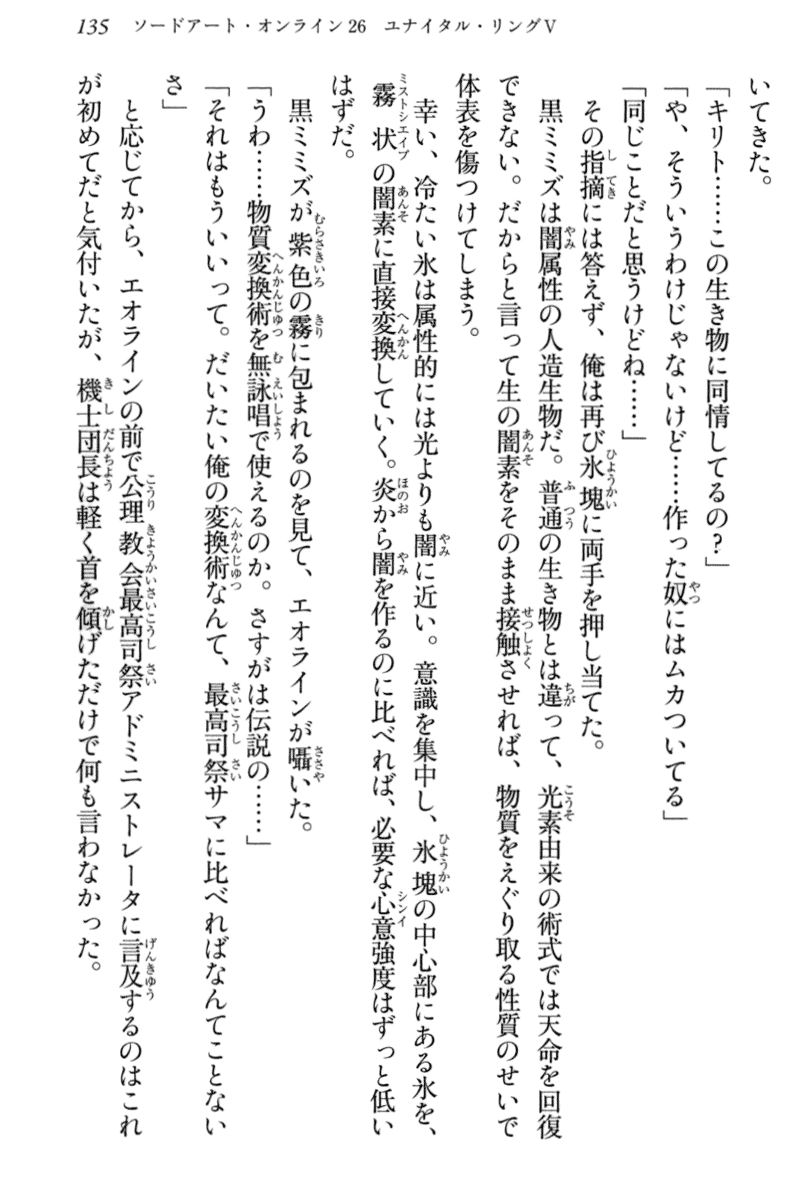 135 ソードアート・オンライン26 ユナイタル・リングⅤ
いてきた。
「キリト……この生き物に同情してるの？」
「や、そういうわけじゃないけど……作った奴にはムカついてる」
「同じことだと思うけどね……」
その指摘には答えず、俺は再び氷塊に両手を押し当てた。
黒ミミズは闇属性の人造生物だ。普通の生き物とは違って、光素由来の術式では天命を回復
できない。だからと言って生の闇素をそのまま接触させれば、物質をえぐり取る性質のせいで
体表を傷つけてしまう。
幸い、冷たい氷は属性的には光よりも闇に近い。意識を集中し、氷塊の中心部にある氷を、
霧状の闇素に直接変換していく。炎から闇を作るのに比べれば、必要な心意強度はずっと低い
はずだ。
黒ミミズが紫色の霧に包まれるのを見て、エオラインが囁いた。
「うわ……物質変換術を無詠唱で使えるのか。さすがは伝説の……」
「それはもういいって。だいたい俺の変換術なんて、最高司祭サマに比べればなんてことない
さ」
と応じてから、エオラインの前で公理教会最高司祭アドミニストレータに言及するのはこれ
が初めてだと気付いたが、機士団長は軽く首を傾げただけで何も言わなかった。